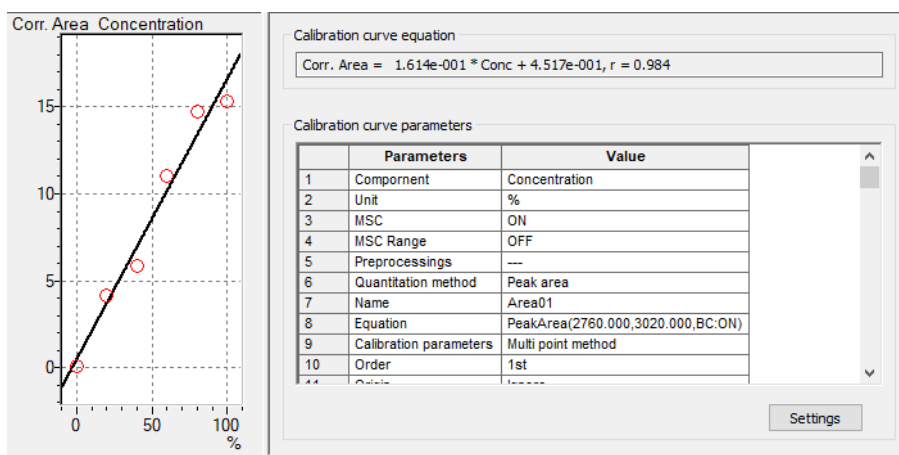 Corr. Area Concentration
15
10
5
0
0 50 100
%
Calibration curve equation
Corr. Area = 1.614e-001 * Conc + 4.517e-001, r = 0.984
Calibration curve parameters
Parameters Value
1 Compornent Concentration
2 Unit %
3 MSC ON
4 MSC Range OFF
5 Preprocessings ---
6 Quantitation method Peak area
7 Name Area01
8 Equation PeakArea(2760.000,3020.000,BC:ON)
9 Calibration parameters Multi point method
10 Order 1st
Settings